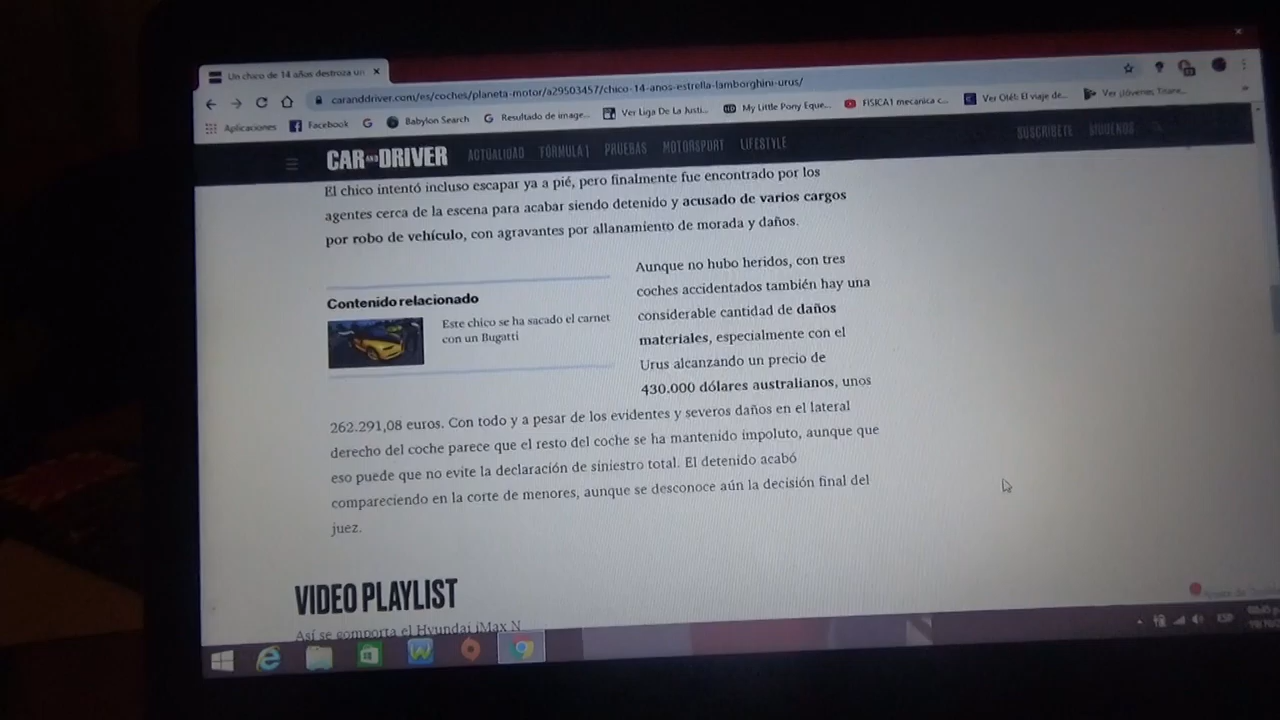 Un chico de 14 años destroza un
caranddriver.com/es/coches/planeta-motor/a29503457/chico-14-anos-estrella-lamborghini-urus/
Aplicaciones Facebook Babylon Search Resultado de image... Ver Liga De La Justi... My Little Pony Eque... FISICA1 mecanica c... Ver Olé!: El viaje de... Ver ¡Jóvenes Titane...
CAR AND DRIVER ACTUALIDAD FÓRMULA 1 PRUEBAS MOTORSPORT LIFESTYLE SUSCRÍBETE
El chico intentó incluso escapar ya a pié, pero finalmente fue encontrado por los
agentes cerca de la escena para acabar siendo detenido y acusado de varios cargos
por robo de vehículo, con agravantes por allanamiento de morada y daños.
Contenido relacionado
Este chico se ha sacado el carnet
con un Bugatti
Aunque no hubo heridos, con tres
coches accidentados también hay una
considerable cantidad de daños
materiales, especialmente con el
Urus alcanzando un precio de
430.000 dólares australianos, unos
262.291,08 euros. Con todo y a pesar de los evidentes y severos daños en el lateral
derecho del coche parece que el resto del coche se ha mantenido impoluto, aunque que
eso puede que no evite la declaración de siniestro total. El detenido acabó
compareciendo en la corte de menores, aunque se desconoce aún la decisión final del
juez.
VIDEO PLAYLIST
Así se comporta el Hyundai iMax N
ESP